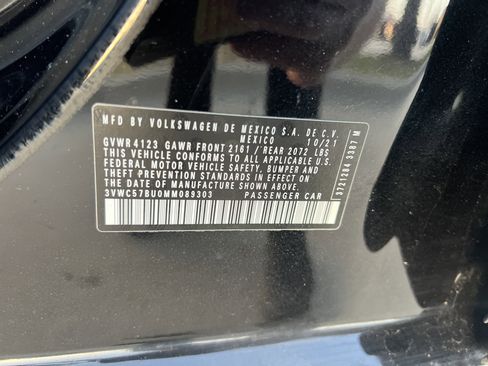 MFD BY VOLKSWAGEN DE MEXICO S.A. DE C.V.
MEXICO 10/21
GVWR 4123 GAWR FRONT 2161 / REAR 2072 LBS
THIS VEHICLE CONFORMS TO ALL APPLICABLE U.S.
FEDERAL MOTOR VEHICLE SAFETY, BUMPER, AND
THEFT PREVENTION STANDARDS IN EFFECT ON THE
DATE OF MANUFACTURE SHOWN ABOVE.
3VWC57BU0MM089303 PASSENGER CAR
3721264 3387 M